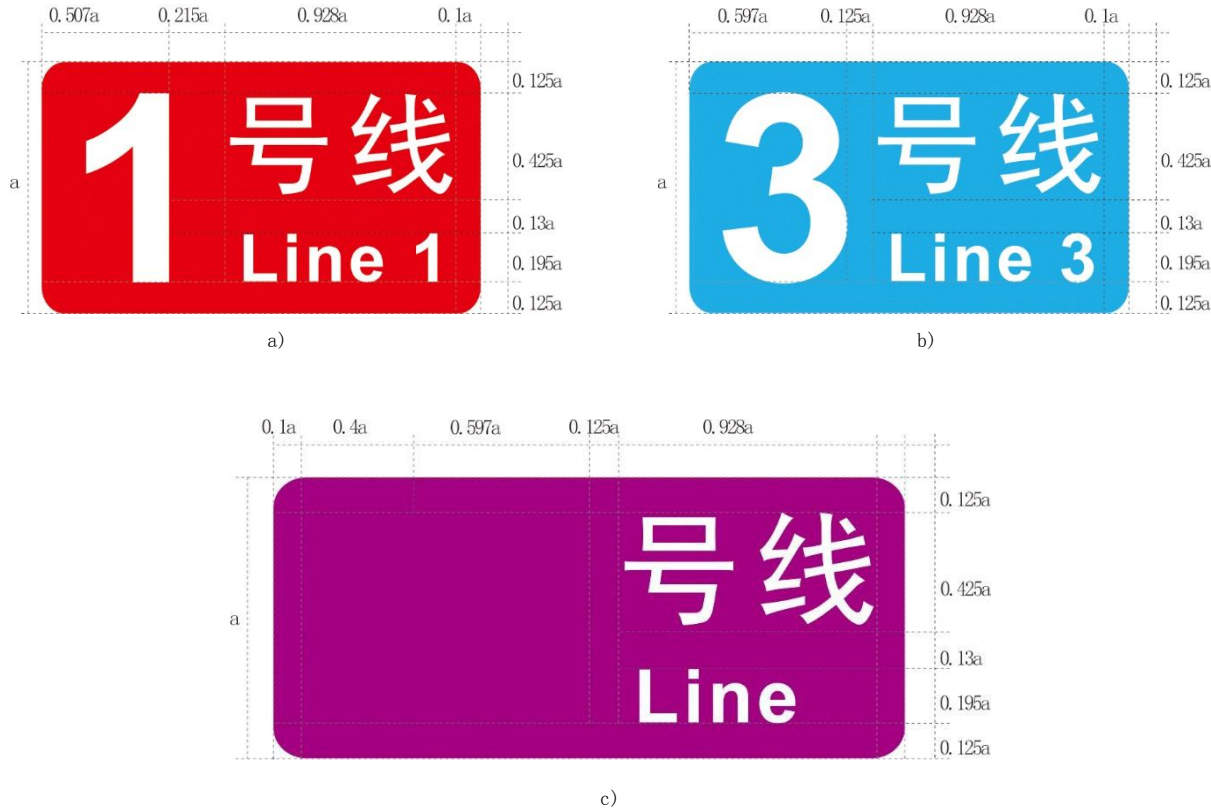 0.507a 0.215a 0.928a 0.1a
a
1 号线
Line 1
0.125a
0.425a
0.13a
0.195a
0.125a
a)
0.597a 0.125a 0.928a 0.1a
a
3 号线
Line 3
0.125a
0.425a
0.13a
0.195a
0.125a
b)
0.1a 0.4a 0.597a 0.125a 0.928a
a
号线
Line
0.125a
0.425a
0.13a
0.195a
0.125a
c)